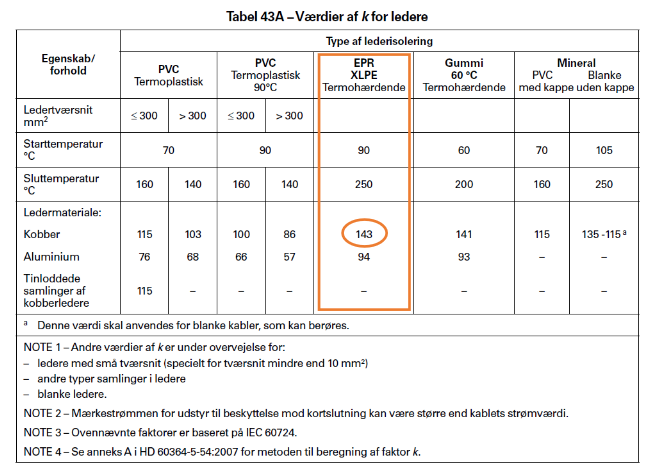 Tabel 43A – Værdier af k for ledere
Egenskab/
forhold
Type af lederisolering
PVC
Termoplastisk
PVC
Termoplastisk
90°C
EPR
XLPE
Termohærdende
Gummi
60 °C
Termohærdende
Mineral
PVC Blanke
med kappe uden kappe
Ledertværsnit
mm²
≤ 300 > 300 ≤ 300 > 300
Starttemperatur
°C
70 90 90 60 70 105
Sluttemperatur
°C
160 140 160 140 250 200 160 250
Ledermateriale:
Kobber 115 103 100 86 143 141 115 135 -115 ª
Aluminium 76 68 66 57 94 93 – –
Tinloddede
samlinger af
kobberledere
115 – – – – – – –
ª Denne værdi skal anvendes for blanke kabler, som kan berøres.
NOTE 1 – Andre værdier af k er under overvejelse for:
– ledere med små tværsnit (specielt for tværsnit mindre end 10 mm²)
– andre typer samlinger i ledere
– blanke ledere.
NOTE 2 – Mærkestrømmen for udstyr til beskyttelse mod kortslutning kan være større end kablets strømværdi.
NOTE 3 – Ovennævnte faktorer er baseret på IEC 60724.
NOTE 4 – Se anneks A i HD 60364-5-54:2007 for metoden til beregning af faktor k.